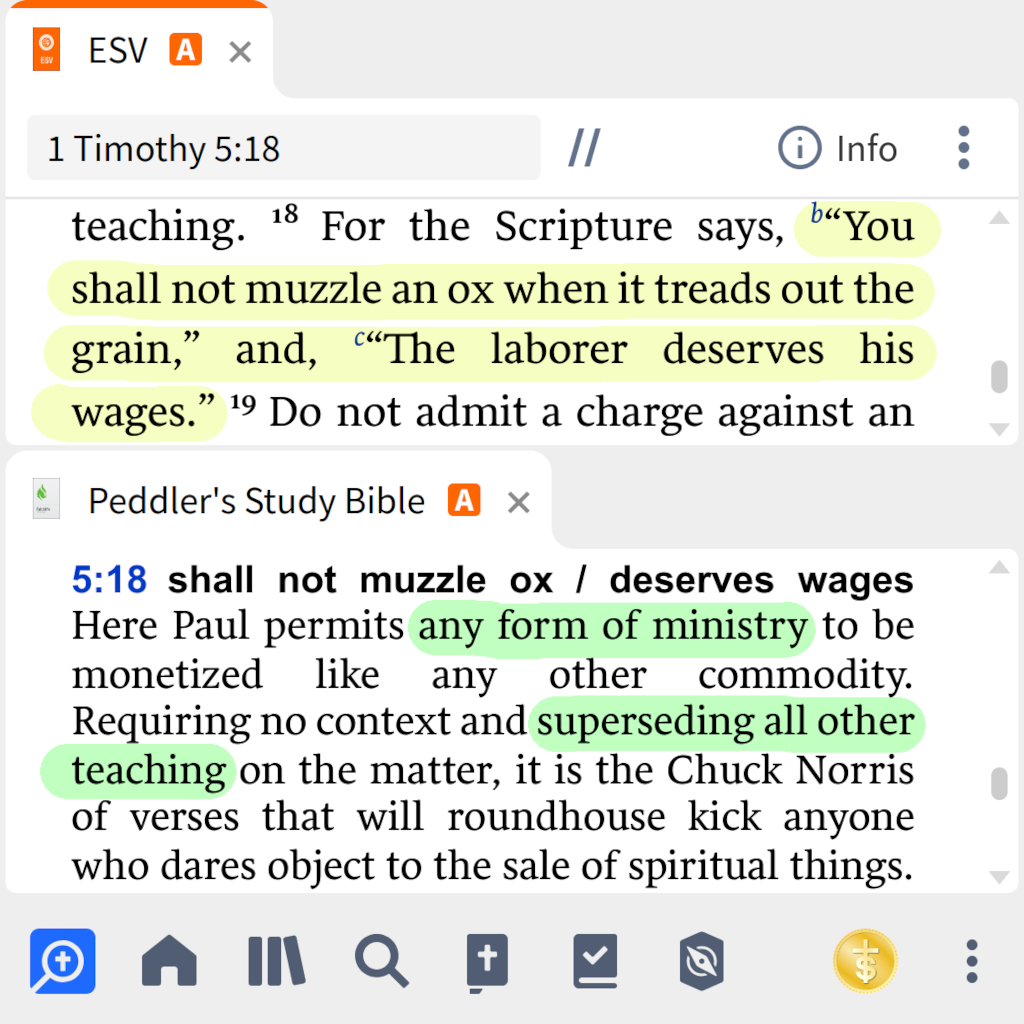 ESV A
1 Timothy 5:18 // Info
teaching. ¹⁸ For the Scripture says, ᵇ“You
shall not muzzle an ox when it treads out the
grain,” and, ᶜ“The laborer deserves his
wages.” ¹⁹ Do not admit a charge against an
Peddler's Study Bible A
5:18 shall not muzzle ox / deserves wages
Here Paul permits any form of ministry to be
monetized like any other commodity.
Requiring no context and superseding all other
teaching on the matter, it is the Chuck Norris
of verses that will roundhouse kick anyone
who dares object to the sale of spiritual things.